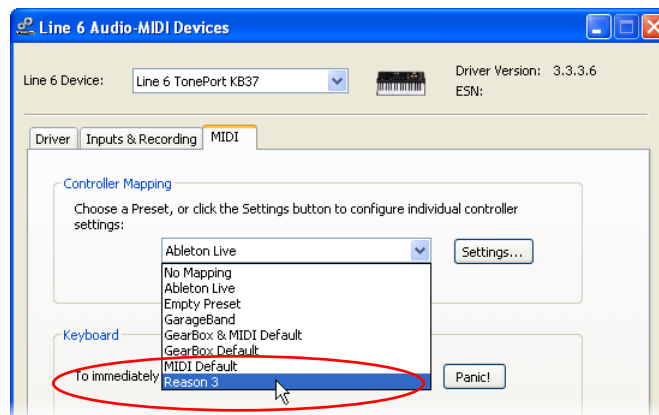 Line 6 Audio-MIDI Devices
Line 6 Device: Line 6 TonePort KB37 Driver Version: 3.3.3.6
ESN:
Driver Inputs & Recording MIDI
Controller Mapping
Choose a Preset, or click the Settings button to configure individual controller
settings:
Ableton Live Settings...
No Mapping
Ableton Live
Empty Preset
GarageBand
GearBox & MIDI Default
Keyboard
GearBox Default
MIDI Default
To immediately Reason 3 Panic!